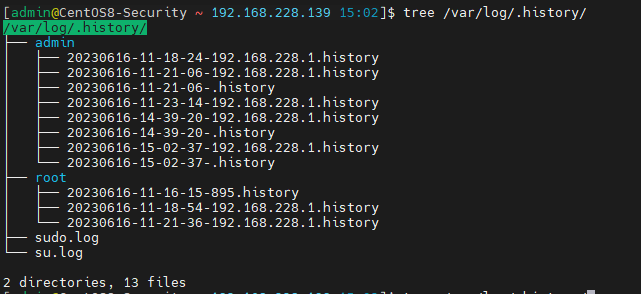 [admin@CentOS8-Security ~ 192.168.228.139 15:02]$ tree /var/log/.history/
/var/log/.history/
├── admin
│   ├── 20230616-11-18-24-192.168.228.1.history
│   ├── 20230616-11-21-06-192.168.228.1.history
│   ├── 20230616-11-21-06-.history
│   ├── 20230616-11-23-14-192.168.228.1.history
│   ├── 20230616-14-39-20-192.168.228.1.history
│   ├── 20230616-14-39-20-.history
│   ├── 20230616-15-02-37-192.168.228.1.history
│   └── 20230616-15-02-37-.history
├── root
│   ├── 20230616-11-16-15-895.history
│   ├── 20230616-11-18-54-192.168.228.1.history
│   └── 20230616-11-21-36-192.168.228.1.history
├── sudo.log
└── su.log
2 directories, 13 files